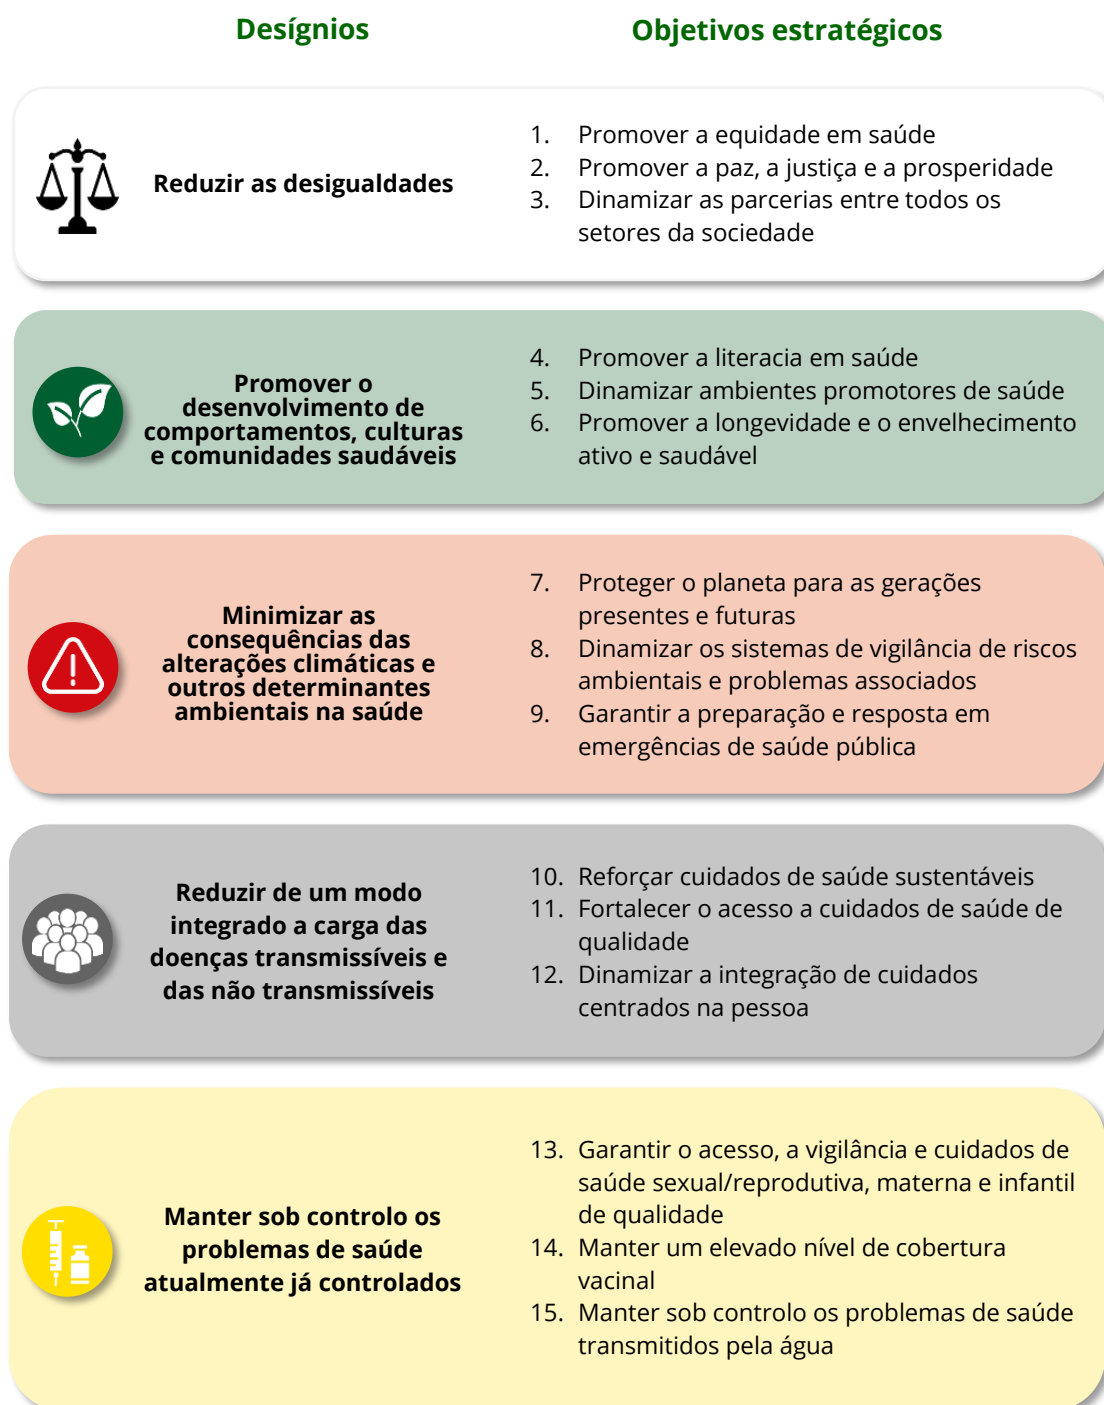 Desígnios
Objetivos estratégicos
Reduzir as desigualdades
1. Promover a equidade em saúde
2. Promover a paz, a justiça e a prosperidade
3. Dinamizar as parcerias entre todos os
setores da sociedade
Promover o
desenvolvimento de
comportamentos, culturas
e comunidades saudáveis
4. Promover a literacia em saúde
5. Dinamizar ambientes promotores de saúde
6. Promover a longevidade e o envelhecimento
ativo e saudável
Minimizar as
consequências das
alterações climáticas e
outros determinantes
ambientais na saúde
7. Proteger o planeta para as gerações
presentes e futuras
8. Dinamizar os sistemas de vigilância de riscos
ambientais e problemas associados
9. Garantir a preparação e resposta em
emergências de saúde pública
Reduzir de um modo
integrado a carga das
doenças transmissíveis e
das não transmissíveis
10. Reforçar cuidados de saúde sustentáveis
11. Fortalecer o acesso a cuidados de saúde de
qualidade
12. Dinamizar a integração de cuidados
centrados na pessoa
Manter sob controlo os
problemas de saúde
atualmente já controlados
13. Garantir o acesso, a vigilância e cuidados de
saúde sexual/reprodutiva, materna e infantil
de qualidade
14. Manter um elevado nível de cobertura
vacinal
15. Manter sob controlo os problemas de saúde
transmitidos pela água